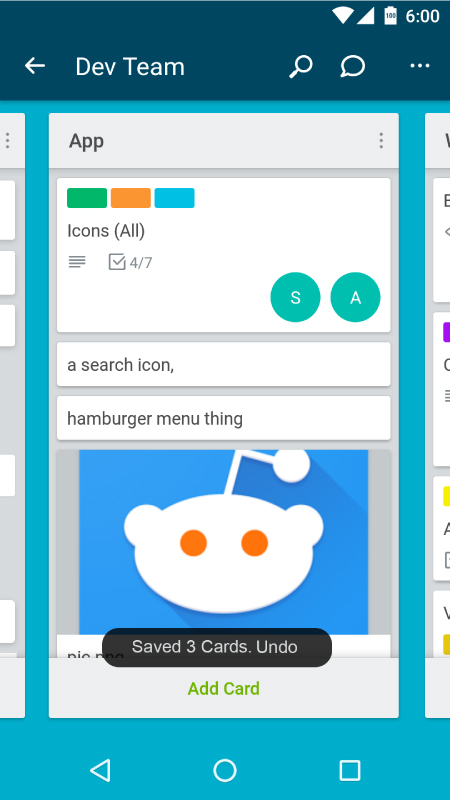 100
6:00
Dev Team
App
Icons (All)
4/7
S A
a search icon,
hamburger menu thing
pic.png
Saved 3 Cards. Undo
Add Card